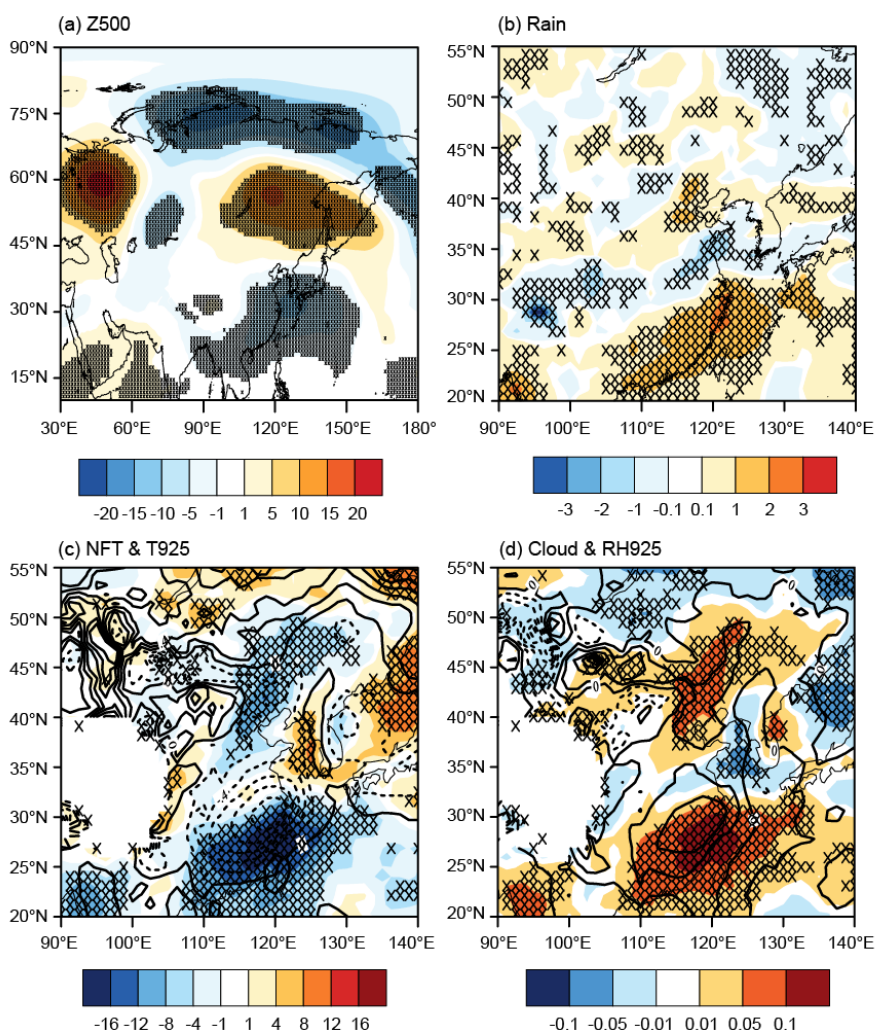 (a) Z500
90°N
75°N
60°N
45°N
30°N
15°N
30°E 60°E 90°E 120°E 150°E 180°
-20 -15 -10 -5 -1 1 5 10 15 20
(b) Rain
55°N
50°N
45°N
40°N
35°N
30°N
25°N
20°N
90°E 100°E 110°E 120°E 130°E 140°E
-3 -2 -1 -0.1 0.1 1 2 3
(c) NFT & T925
55°N
50°N
45°N
40°N
35°N
30°N
25°N
20°N
90°E 100°E 110°E 120°E 130°E 140°E
-16 -12 -8 -4 -1 1 4 8 12 16
(d) Cloud & RH925
55°N
50°N
45°N
40°N
35°N
30°N
25°N
20°N
90°E 100°E 110°E 120°E 130°E 140°E
-0.1 -0.05 -0.01 0.01 0.05 0.1